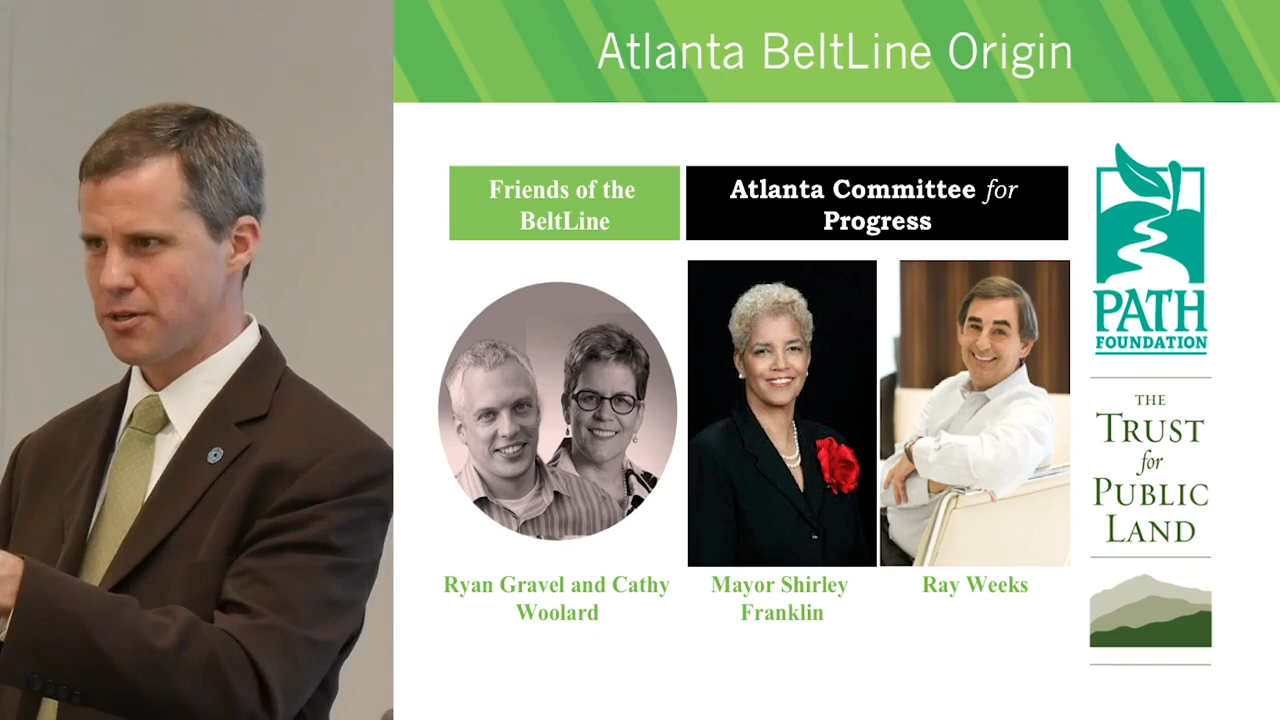 Atlanta BeltLine Origin
Friends of the
BeltLine
Atlanta Committee for
Progress
Ryan Gravel and Cathy
Woolard
Mayor Shirley
Franklin
Ray Weeks
PATH
FOUNDATION
THE
TRUST
for
PUBLIC
LAND